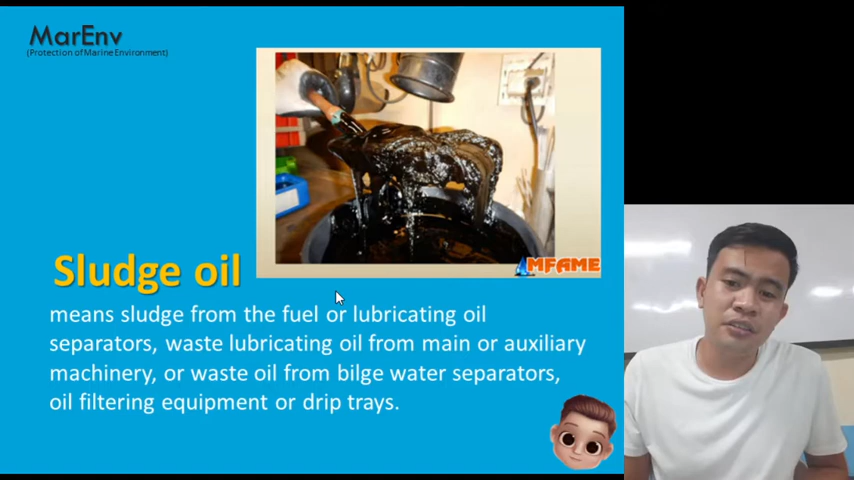 MarEnv
(Protection of Marine Environment)
MFAME
Sludge oil
means sludge from the fuel or lubricating oil
separators, waste lubricating oil from main or auxiliary
machinery, or waste oil from bilge water separators,
oil filtering equipment or drip trays.